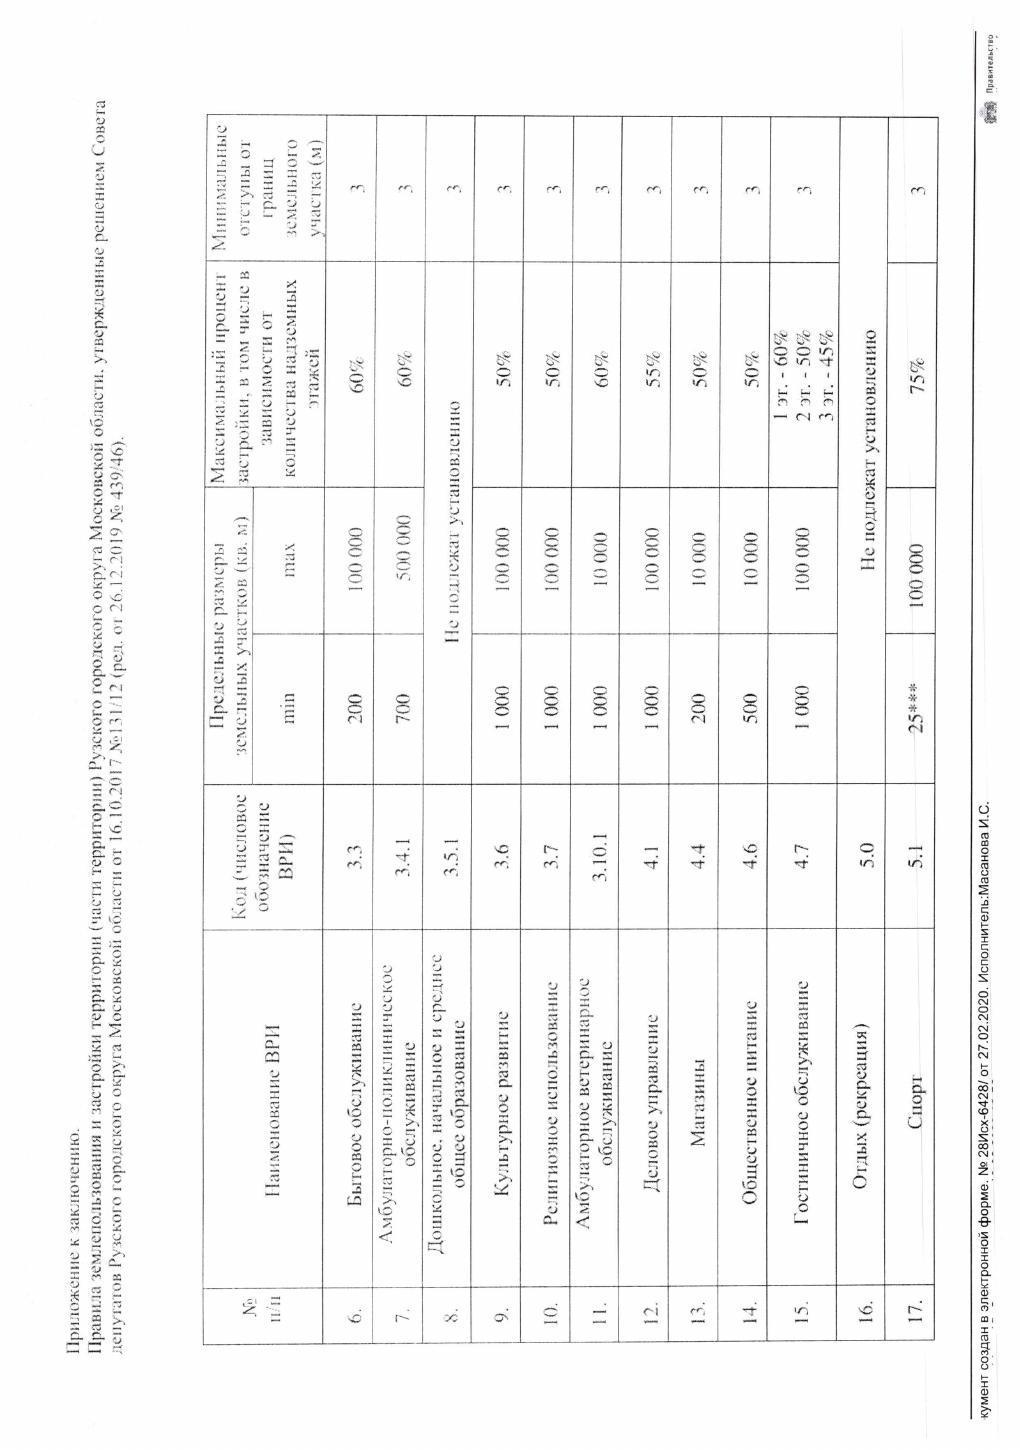 Приложение к заключению.
Правила землепользования и застройки территории (части территории) Рузского городского округа Московской области, утвержденные решением Совета
депутатов Рузского городского округа Московской области от 16.10.2017 №131/12 (ред. от 26.12.2019 № 439/46).
№ п/п Наименование ВРИ Код (числовое обозначение ВРИ) Предельные размеры земельных участков (кв. м) Максимальный процент застройки, в том числе в зависимости от количества надземных этажей Минимальные отступы от границ земельного участка (м)
min max
6. Бытовое обслуживание 3.3 200 100 000 60% 3
7. Амбулаторно-поликлиническое обслуживание 3.4.1 700 500 000 60% 3
8. Дошкольное, начальное и среднее общее образование 3.5.1 Не подлежат установлению 3
9. Культурное развитие 3.6 1 000 100 000 50% 3
10. Религиозное использование 3.7 1 000 100 000 50% 3
11. Амбулаторное ветеринарное обслуживание 3.10.1 1 000 10 000 60% 3
12. Деловое управление 4.1 1 000 100 000 55% 3
13. Магазины 4.4 200 10 000 50% 3
14. Общественное питание 4.6 500 10 000 50% 3
15. Гостиничное обслуживание 4.7 1 000 100 000 1 эт. - 60% 3
2 эт. - 50%
3 эт. - 45%
16. Отдых (рекреация) 5.0 Не подлежат установлению
17. Спорт 5.1 25*** 100 000 75% 3
кумент создан в электронной форме. № 28Исх-6428/ от 27.02.2020. Исполнитель:Масанова И.С.
Правительство